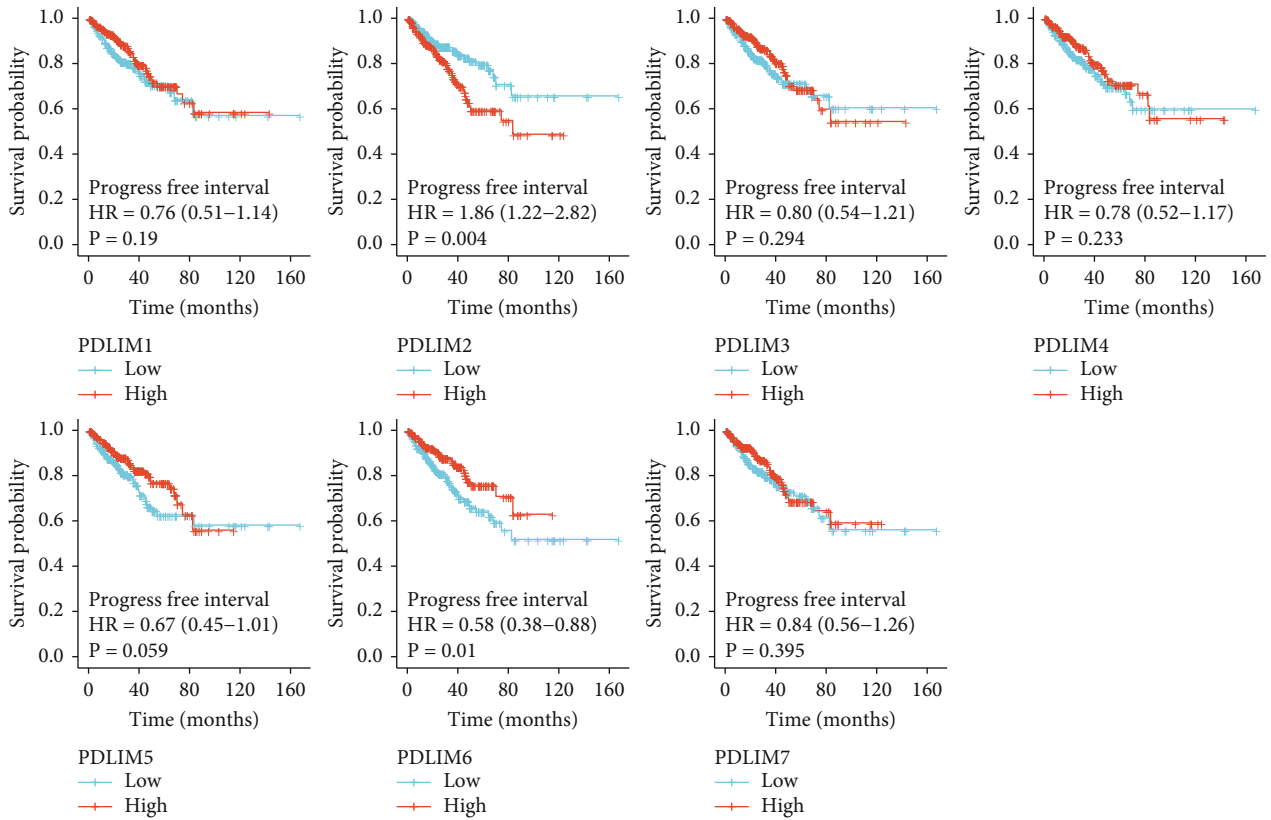 Survival probability
1.0
0.8
0.6
0.4
0.2
0.0
Progress free interval
HR = 0.76 (0.51−1.14)
P = 0.19
0 40 80 120 160
Time (months)
PDLIM1
Low
High
Survival probability
1.0
0.8
0.6
0.4
0.2
0.0
Progress free interval
HR = 1.86 (1.22−2.82)
P = 0.004
0 40 80 120 160
Time (months)
PDLIM2
Low
High
Survival probability
1.0
0.8
0.6
0.4
0.2
0.0
Progress free interval
HR = 0.80 (0.54−1.21)
P = 0.294
0 40 80 120 160
Time (months)
PDLIM3
Low
High
Survival probability
1.0
0.8
0.6
0.4
0.2
0.0
Progress free interval
HR = 0.78 (0.52−1.17)
P = 0.233
0 40 80 120 160
Time (months)
PDLIM4
Low
High
Survival probability
1.0
0.8
0.6
0.4
0.2
0.0
Progress free interval
HR = 0.67 (0.45−1.01)
P = 0.059
0 40 80 120 160
Time (months)
PDLIM5
Low
High
Survival probability
1.0
0.8
0.6
0.4
0.2
0.0
Progress free interval
HR = 0.58 (0.38−0.88)
P = 0.01
0 40 80 120 160
Time (months)
PDLIM6
Low
High
Survival probability
1.0
0.8
0.6
0.4
0.2
0.0
Progress free interval
HR = 0.84 (0.56−1.26)
P = 0.395
0 40 80 120 160
Time (months)
PDLIM7
Low
High